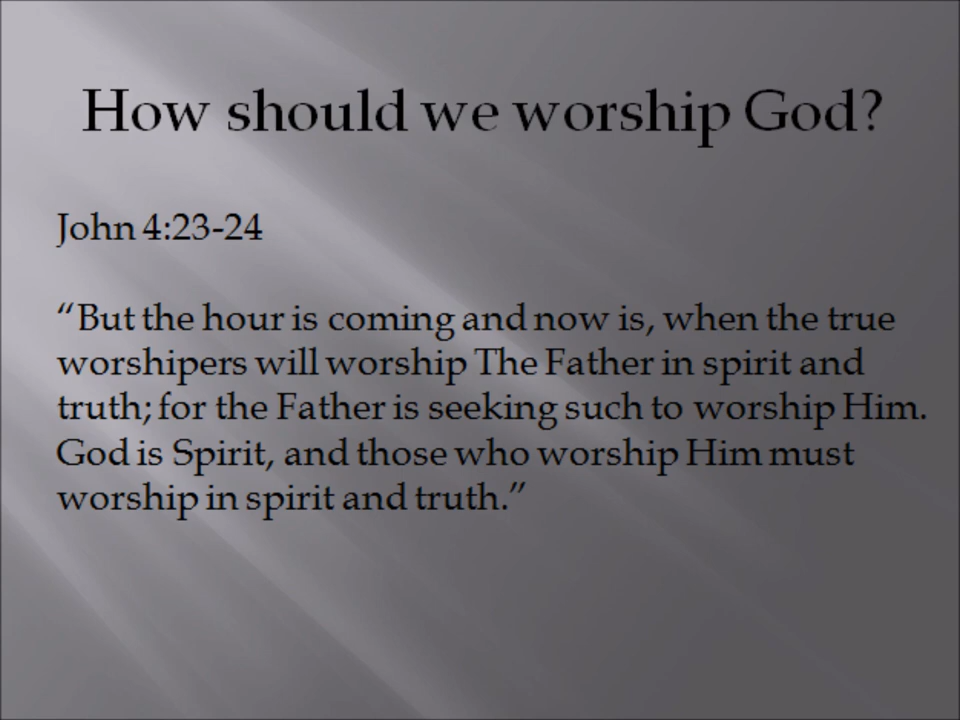 How should we worship God?
John 4:23-24
“But the hour is coming and now is, when the true
worshipers will worship The Father in spirit and
truth; for the Father is seeking such to worship Him.
God is Spirit, and those who worship Him must
worship in spirit and truth.”